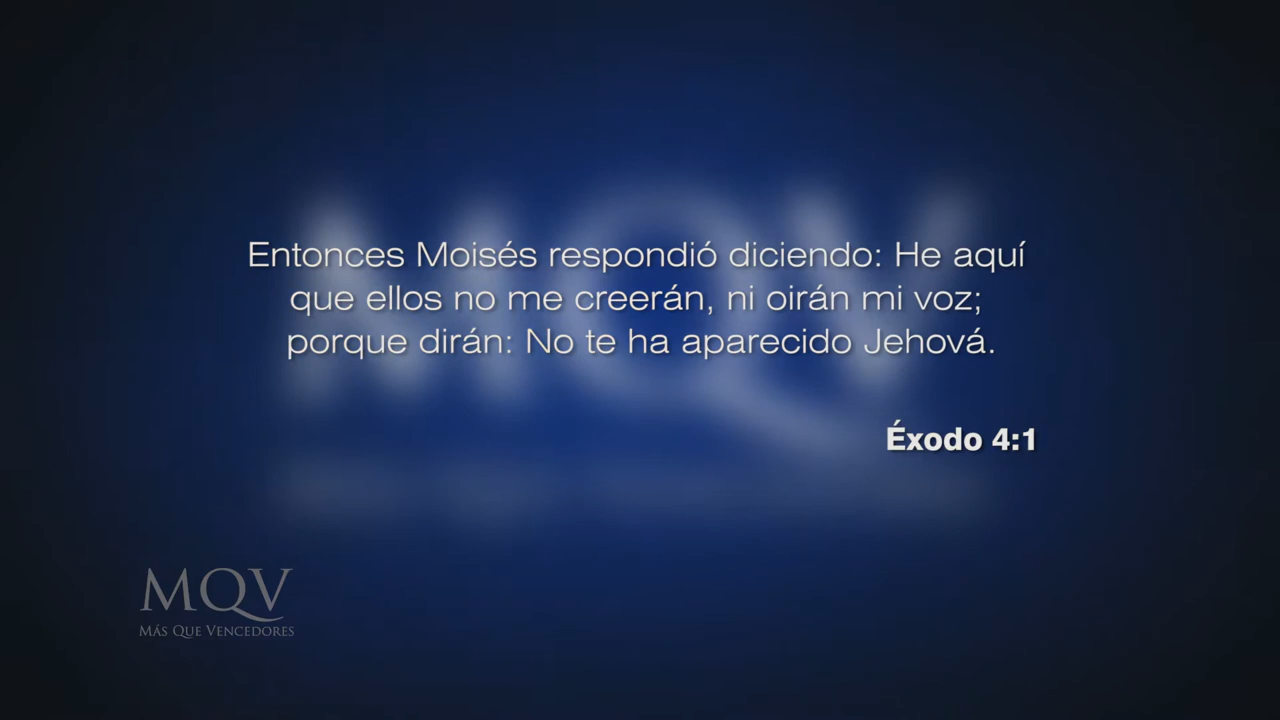 Entonces Moisés respondió diciendo: He aquí
que ellos no me creerán, ni oirán mi voz;
porque dirán: No te ha aparecido Jehová.
Éxodo 4:1
MQV
MÁS QUE VENCEDORES